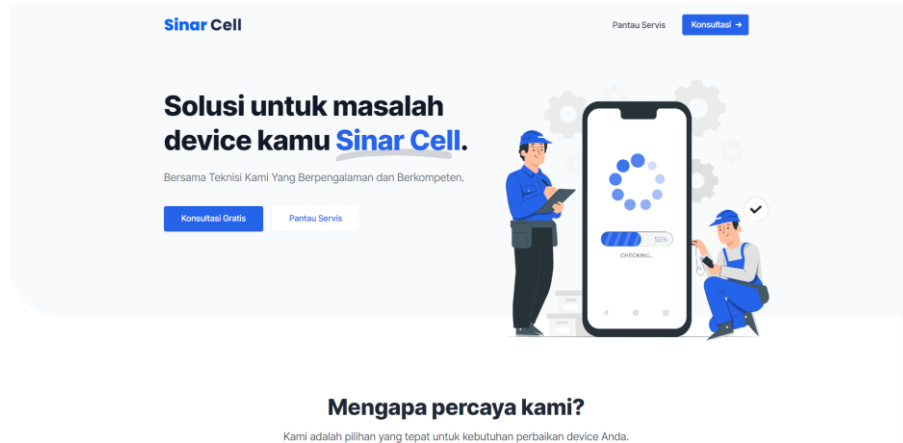 Sinar Cell
Pantau Servis
Konsultasi →
Solusi untuk masalah
device kamu Sinar Cell.
Bersama Teknisi Kami Yang Berpengalaman dan Berkompeten.
Konsultasi Gratis
Pantau Servis
55%
CHECKING...
Mengapa percaya kami?
Kami adalah pilihan yang tepat untuk kebutuhan perbaikan device Anda.